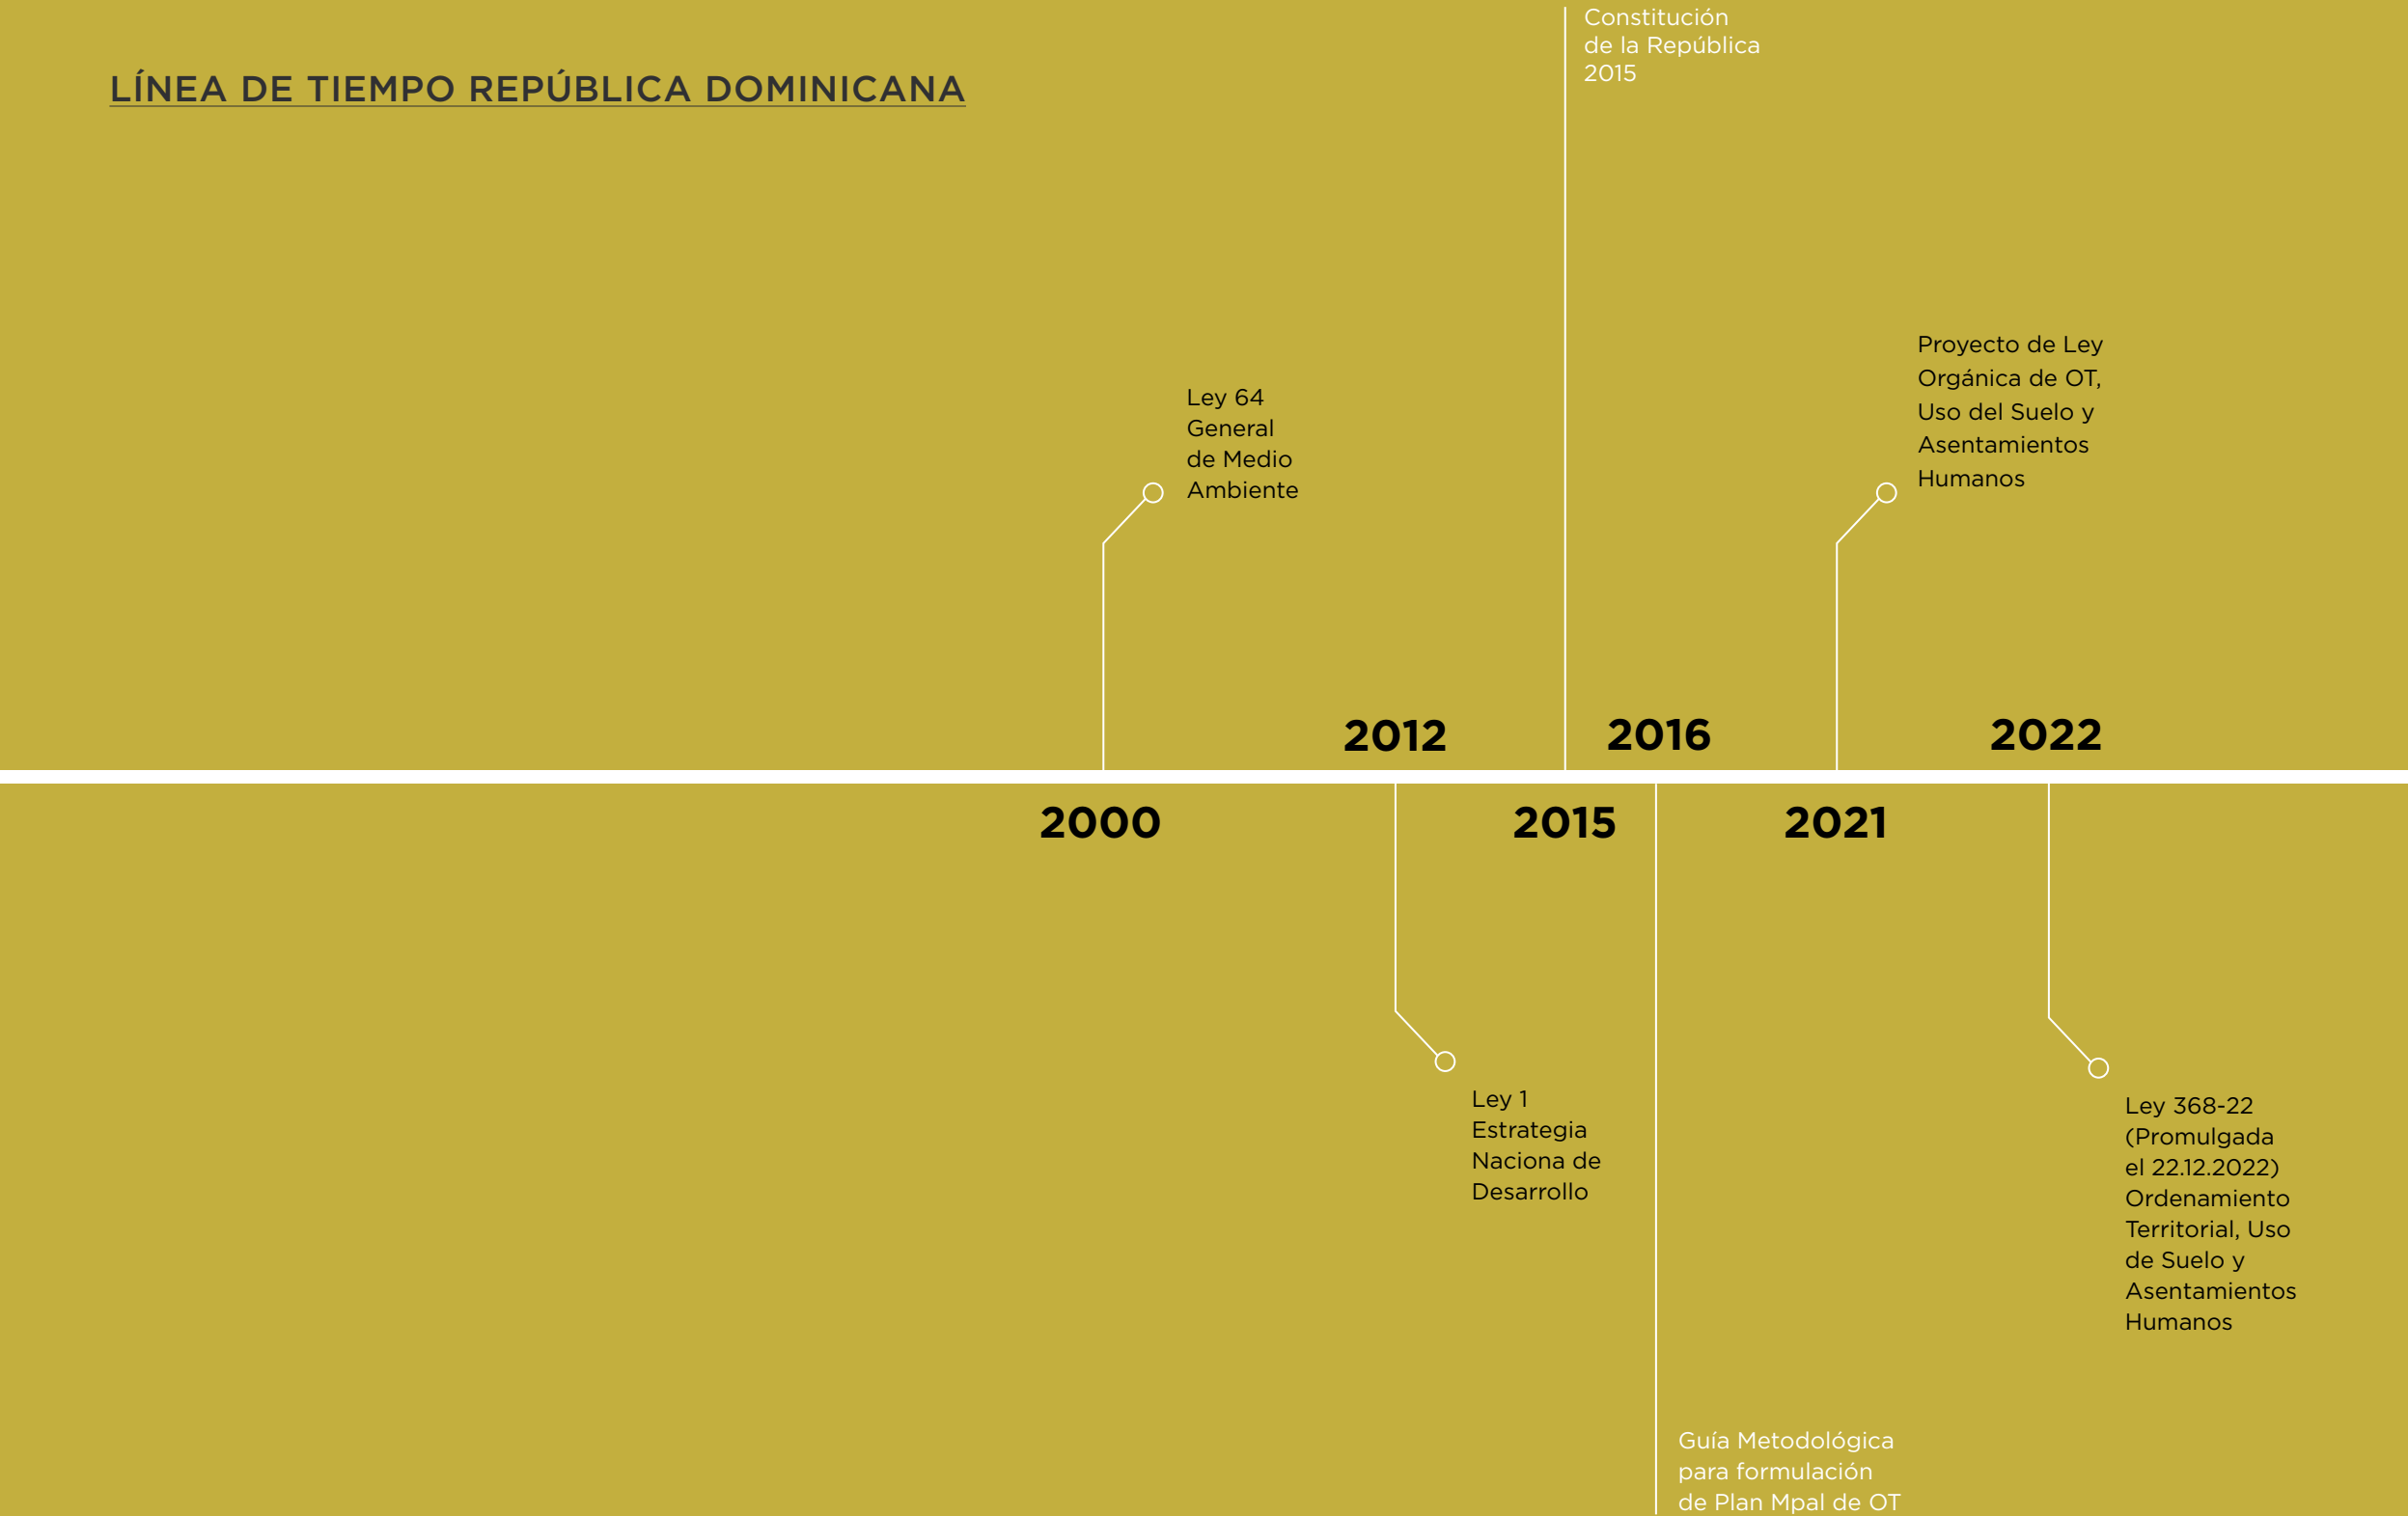 LÍNEA DE TIEMPO REPÚBLICA DOMINICANA
Constitución
de la República
2015
Ley 64
General
de Medio
Ambiente
Proyecto de Ley
Orgánica de OT,
Uso del Suelo y
Asentamientos
Humanos
2012
2016
2022
2000
2015
2021
Ley 1
Estrategia
Naciona de
Desarrollo
Ley 368-22
(Promulgada
el 22.12.2022)
Ordenamiento
Territorial, Uso
de Suelo y
Asentamientos
Humanos
Guía Metodológica
para formulación
de Plan Mpal de OT